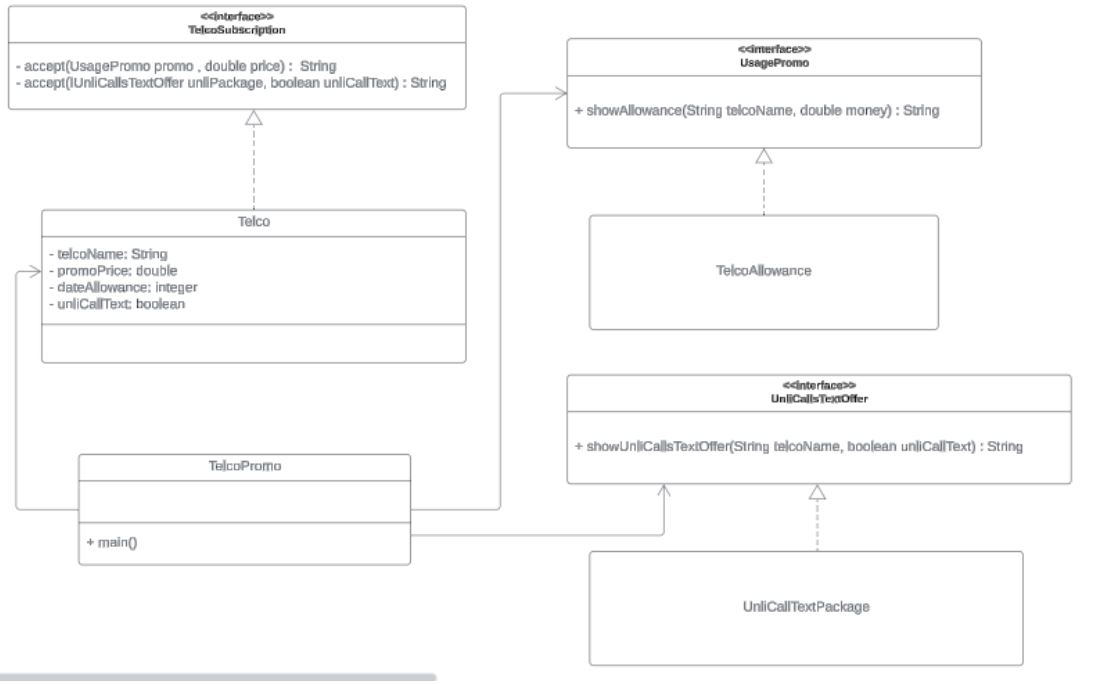 <<interface>>
TelcoSubscription
- accept(UsagePromo promo , double price) : String
- accept(IUnliCallsTextOffer unliPackage, boolean unliCallText) : String
<<interface>>
UsagePromo
+ showAllowance(String telcoName, double money) : String
Telco
- telcoName: String
- promoPrice: double
- dateAllowance: integer
- unliCallText: boolean
TelcoAllowance
<<interface>>
UnliCallsTextOffer
+ showUnliCallsTextOffer(String telcoName, boolean unliCallText) : String
TelcoPromo
+ main()
UnliCallTextPackage